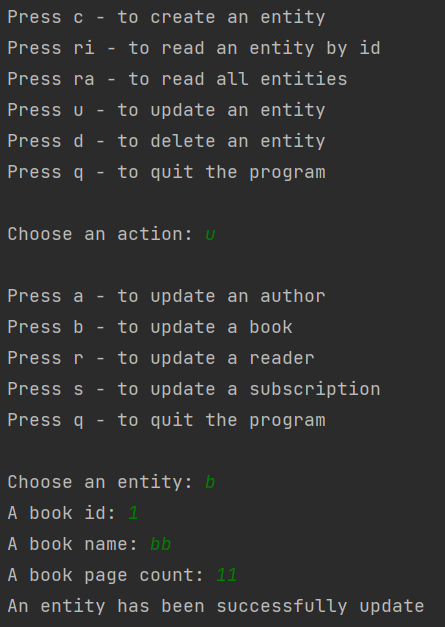 Press c - to create an entity
Press ri - to read an entity by id
Press ra - to read all entities
Press u - to update an entity
Press d - to delete an entity
Press q - to quit the program
Choose an action: u
Press a - to update an author
Press b - to update a book
Press r - to update a reader
Press s - to update a subscription
Press q - to quit the program
Choose an entity: b
A book id: 1
A book name: bb
A book page count: 11
An entity has been successfully update